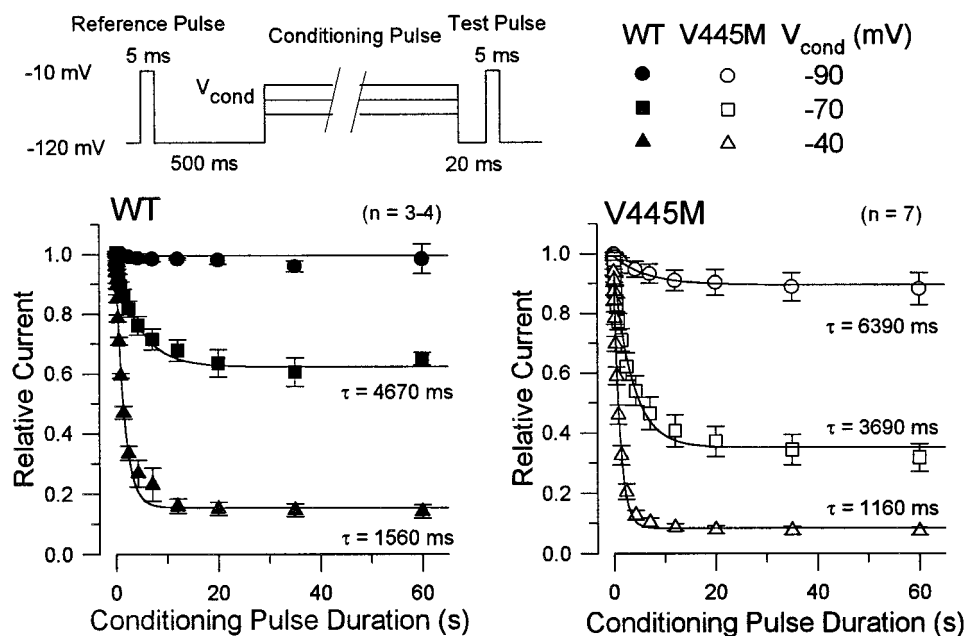 Reference Pulse
Conditioning Pulse
Test Pulse
5 ms
5 ms
-10 mV
Vcond
-120 mV
500 ms
20 ms
WT V445M Vcond (mV)
-90
-70
-40
WT
(n = 3-4)
1.0
0.8
0.6
0.4
0.2
0.0
Relative Current
τ = 4670 ms
τ = 1560 ms
0 20 40 60
Conditioning Pulse Duration (s)
V445M
(n = 7)
1.0
0.8
0.6
0.4
0.2
0.0
Relative Current
τ = 6390 ms
τ = 3690 ms
τ = 1160 ms
0 20 40 60
Conditioning Pulse Duration (s)